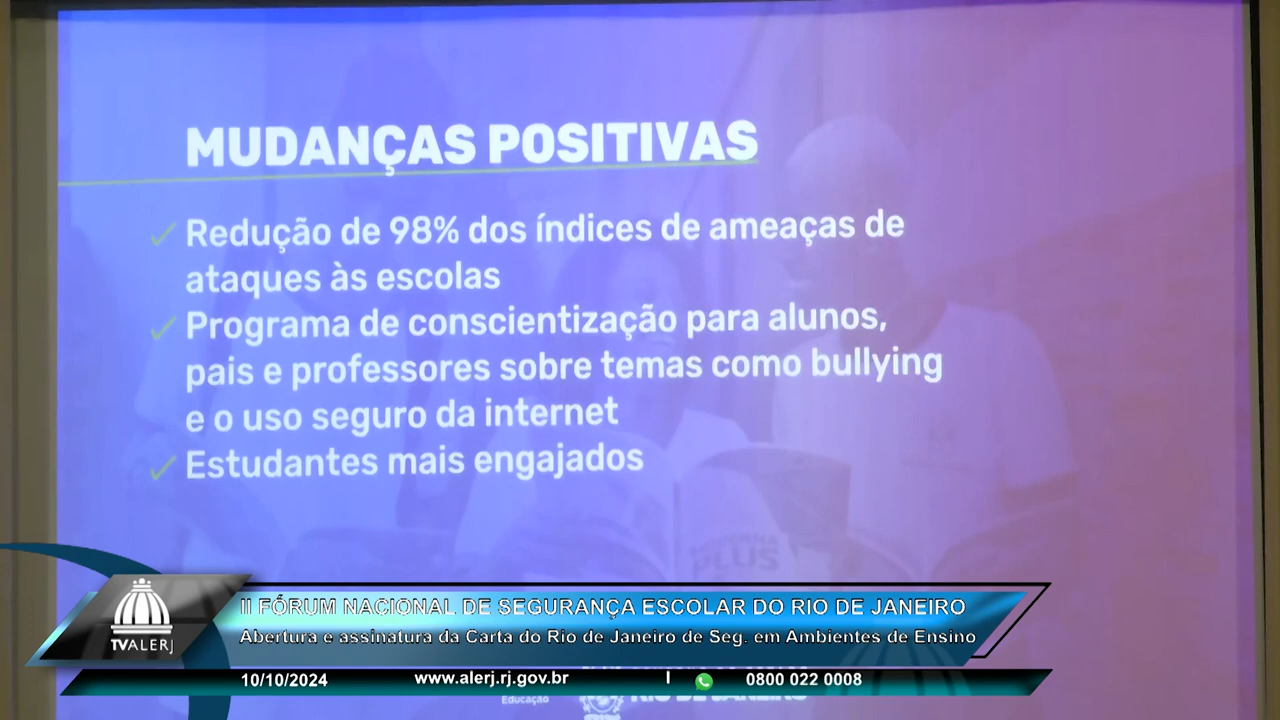 MUDANÇAS POSITIVAS
✓ Redução de 98% dos índices de ameaças de
ataques às escolas
✓ Programa de conscientização para alunos,
pais e professores sobre temas como bullying
e o uso seguro da internet
✓ Estudantes mais engajados
PLUS
II FÓRUM NACIONAL DE SEGURANÇA ESCOLAR DO RIO DE JANEIRO
Abertura e assinatura da Carta do Rio de Janeiro de Seg. em Ambientes de Ensino
TVALERJ
10/10/2024 www.alerj.rj.gov.br | 0800 022 0008
Educação
RIO DE JANEIRO